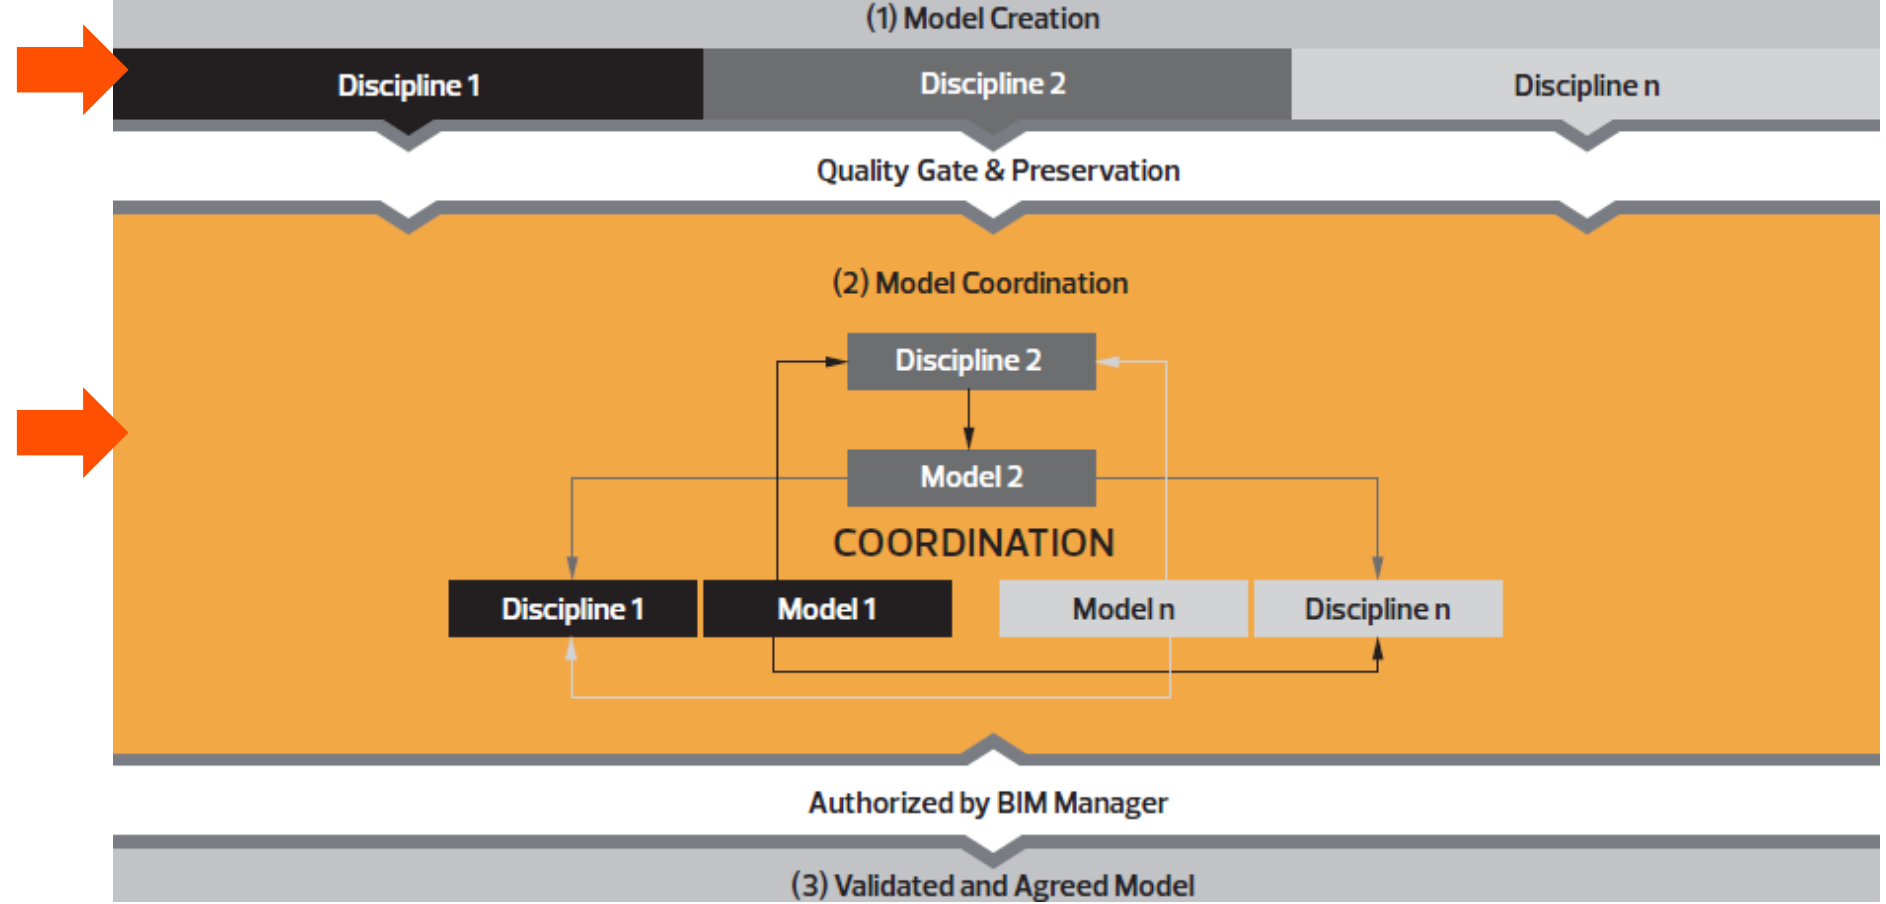 (1) Model Creation
Discipline 1
Discipline 2
Discipline n
Quality Gate & Preservation
(2) Model Coordination
Discipline 2
Model 2
COORDINATION
Discipline 1
Model 1
Model n
Discipline n
Authorized by BIM Manager
(3) Validated and Agreed Model